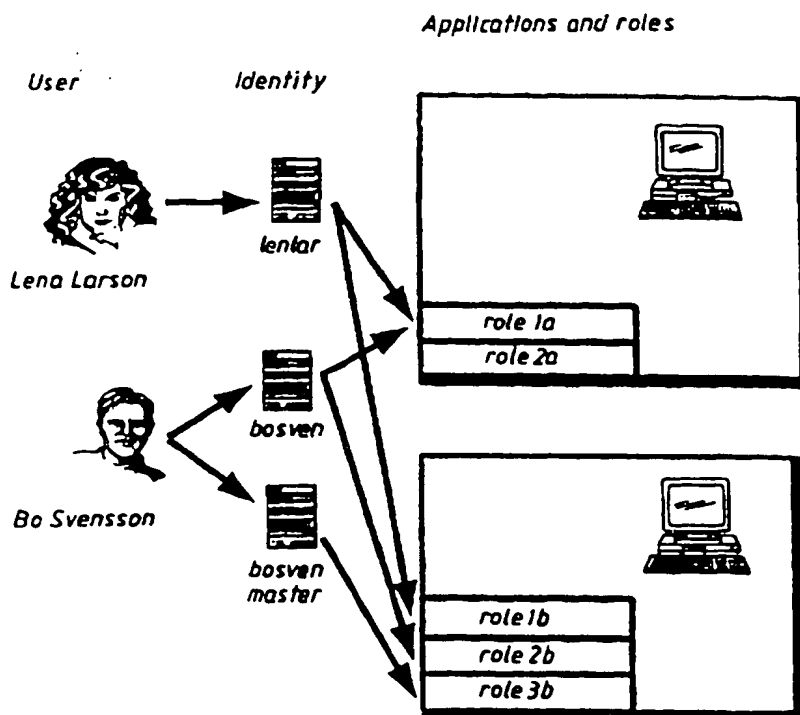 Applications and roles
User
Identity
lenlar
Lena Larson
role 1a
role 2a
bosven
Bo Svensson
bosven
master
role 1b
role 2b
role 3b